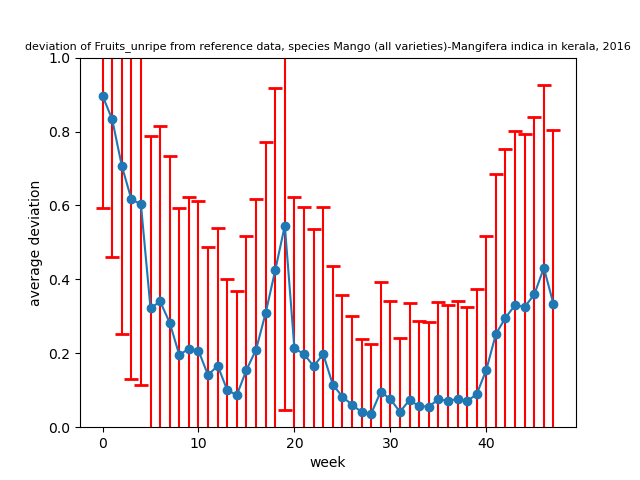 deviation of Fruits_unripe from reference data, species Mango (all varieties)-Mangifera indica in kerala, 2016
1.0
0.8
0.6
0.4
0.2
0.0
average deviation
0 10 20 30 40
week